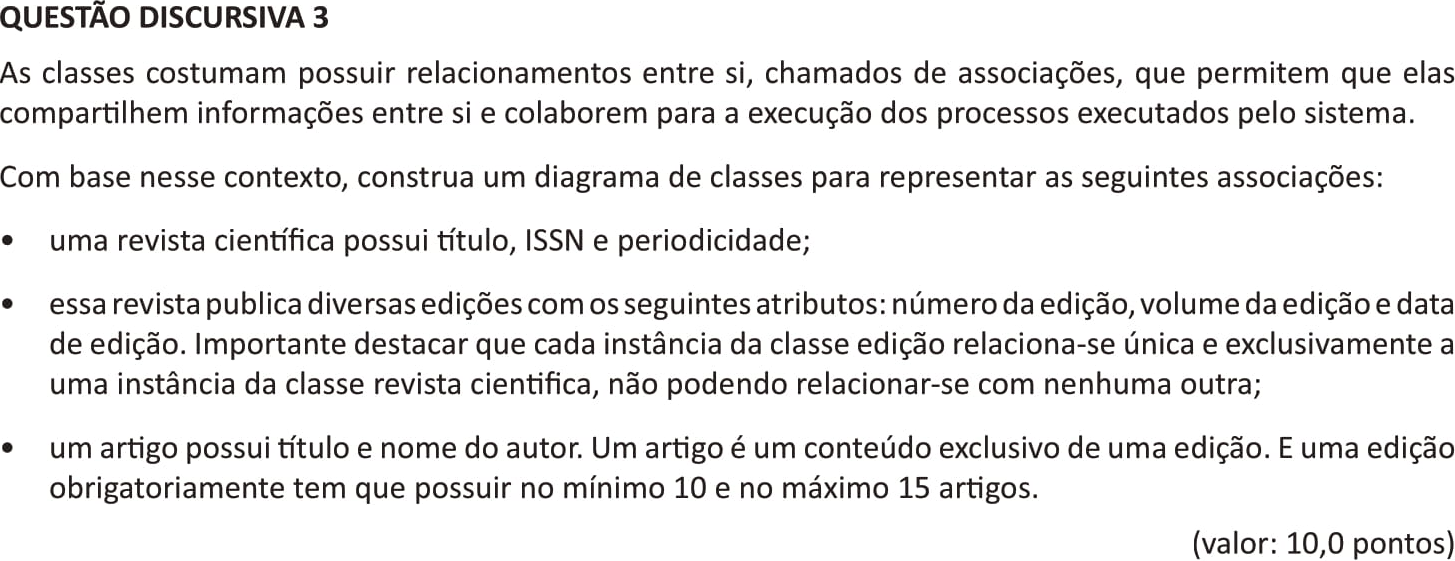 QUESTÃO DISCURSIVA 3
As classes costumam possuir relacionamentos entre si, chamados de associações, que permitem que elas
compartilhem informações entre si e colaborem para a execução dos processos executados pelo sistema.
Com base nesse contexto, construa um diagrama de classes para representar as seguintes associações:
• uma revista científica possui título, ISSN e periodicidade;
• essa revista publica diversas edições com os seguintes atributos: número da edição, volume da edição e data
de edição. Importante destacar que cada instância da classe edição relaciona-se única e exclusivamente a
uma instância da classe revista cientifica, não podendo relacionar-se com nenhuma outra;
• um artigo possui título e nome do autor. Um artigo é um conteúdo exclusivo de uma edição. E uma edição
obrigatoriamente tem que possuir no mínimo 10 e no máximo 15 artigos.
(valor: 10,0 pontos)